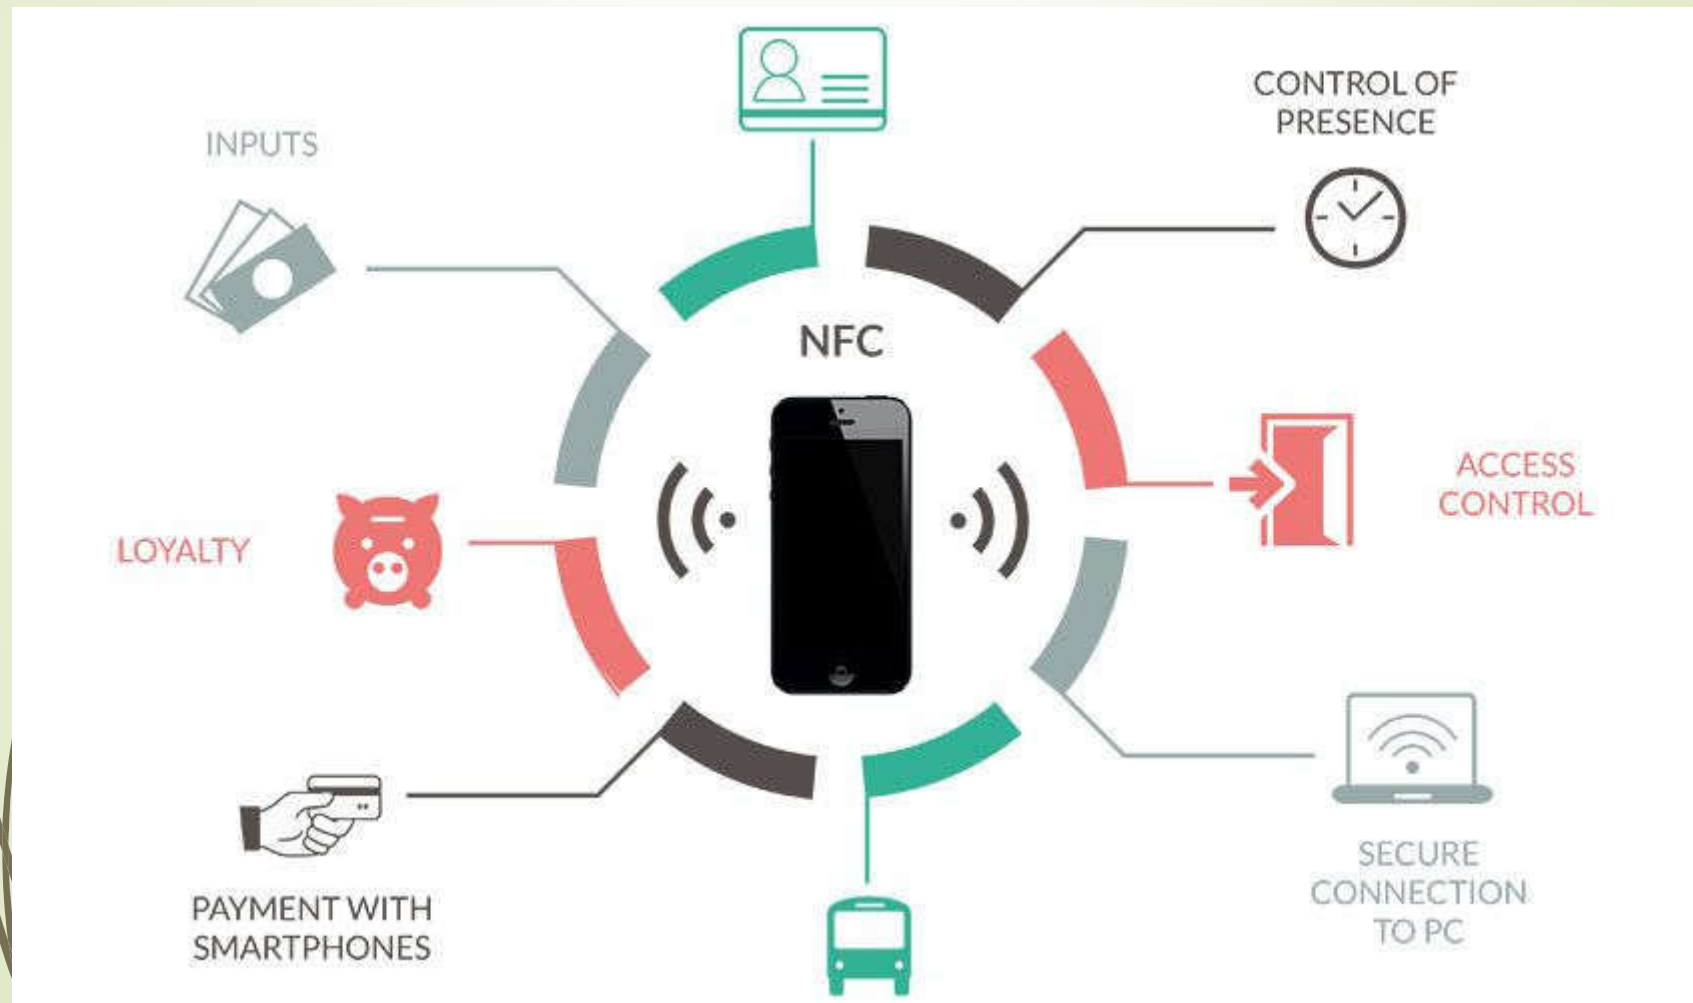 CONTROL OF
PRESENCE
INPUTS
NFC
ACCESS
CONTROL
LOYALTY
SECURE
CONNECTION
TO PC
PAYMENT WITH
SMARTPHONES